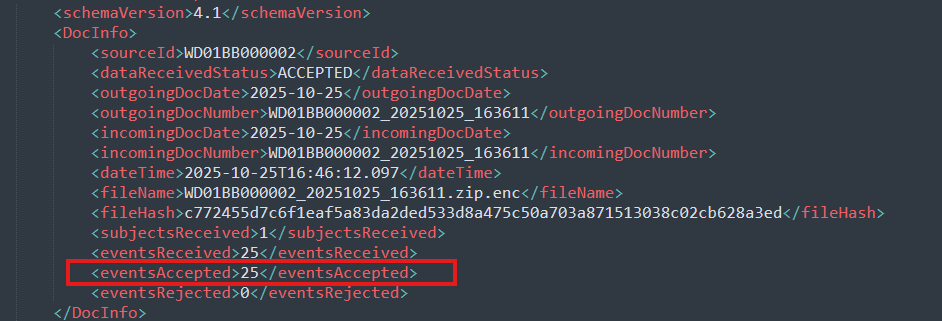 <schemaVersion>4.1</schemaVersion>
<DocInfo>
<sourceId>WD01BB000002</sourceId>
<dataReceivedStatus>ACCEPTED</dataReceivedStatus>
<outgoingDocDate>2025-10-25</outgoingDocDate>
<outgoingDocNumber>WD01BB000002_20251025_163611</outgoingDocNumber>
<incomingDocDate>2025-10-25</incomingDocDate>
<incomingDocNumber>WD01BB000002_20251025_163611</incomingDocNumber>
<dateTime>2025-10-25T16:46:12.097</dateTime>
<fileName>WD01BB000002_20251025_163611.zip.enc</fileName>
<fileHash>c772455d7c6f1eaf5a83da2ded533d8a475c50a703a871513038c02cb628a3ed</fileHash>
<subjectsReceived>1</subjectsReceived>
<eventsReceived>25</eventsReceived>
<eventsAccepted>25</eventsAccepted>
<eventsRejected>0</eventsRejected>
</DocInfo>